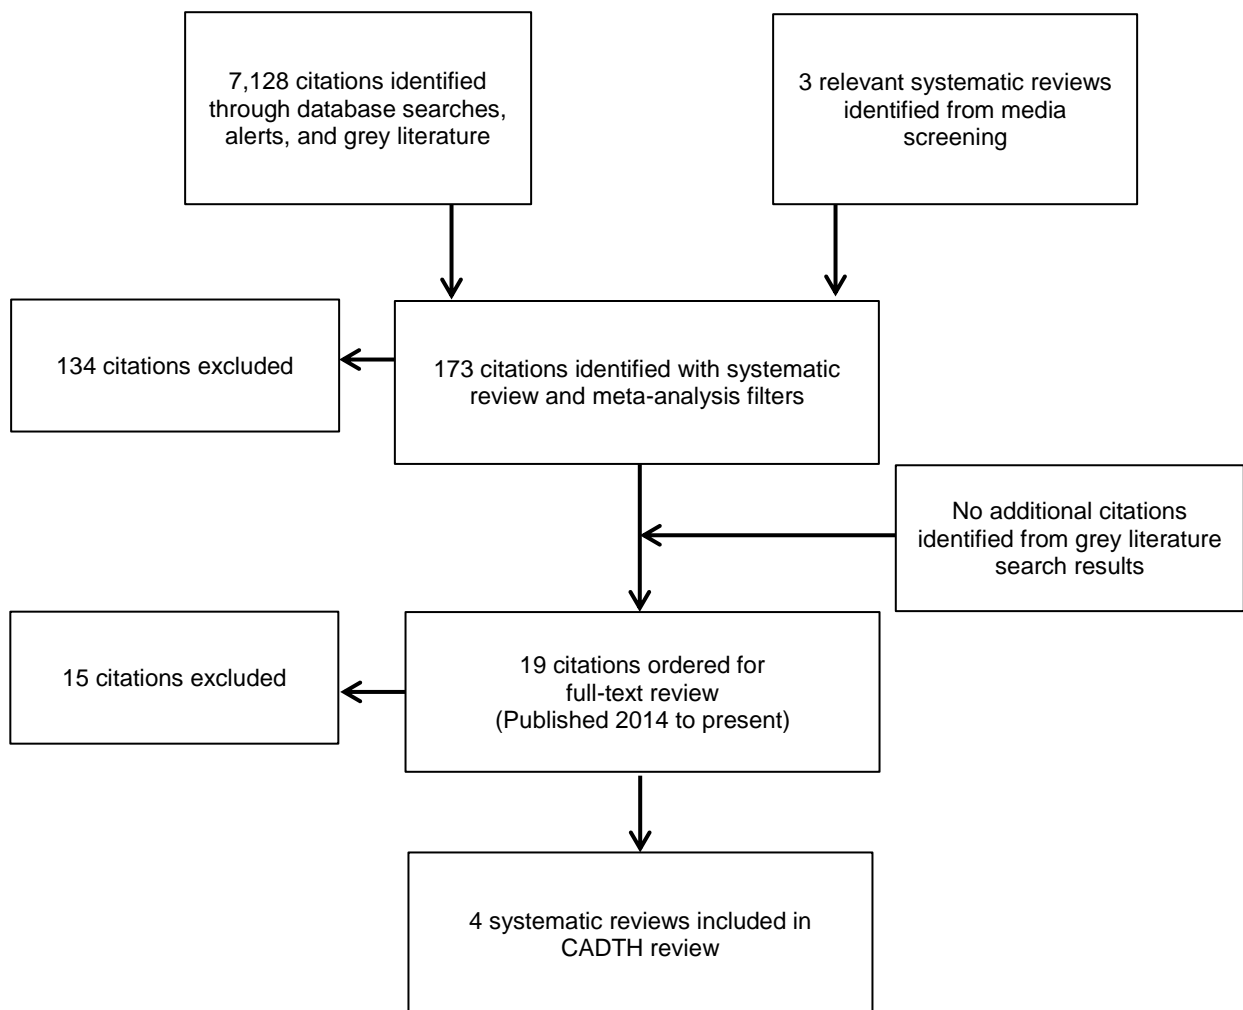 7,128 citations identified
through database searches,
alerts, and grey literature
3 relevant systematic reviews
identified from media
screening
134 citations excluded
173 citations identified with systematic
review and meta-analysis filters
No additional citations
identified from grey literature
search results
15 citations excluded
19 citations ordered for
full-text review
(Published 2014 to present)
4 systematic reviews included in
CADTH review